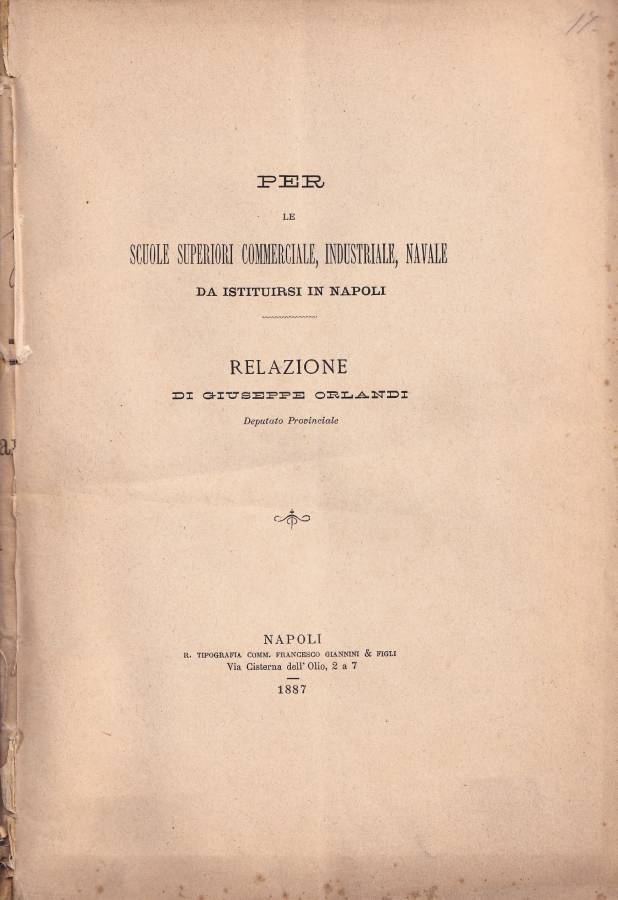 17.
PER
LE
SCUOLE SUPERIORI COMMERCIALE, INDUSTRIALE, NAVALE
DA ISTITUIRSI IN NAPOLI
RELAZIONE
DI GIUSEPPE ORLANDI
Deputato Provinciale
NAPOLI
R. TIPOGRAFIA COMM. FRANCESCO GIANNINI & FIGLI
Via Cisterna dell' Olio, 2 a 7
1887